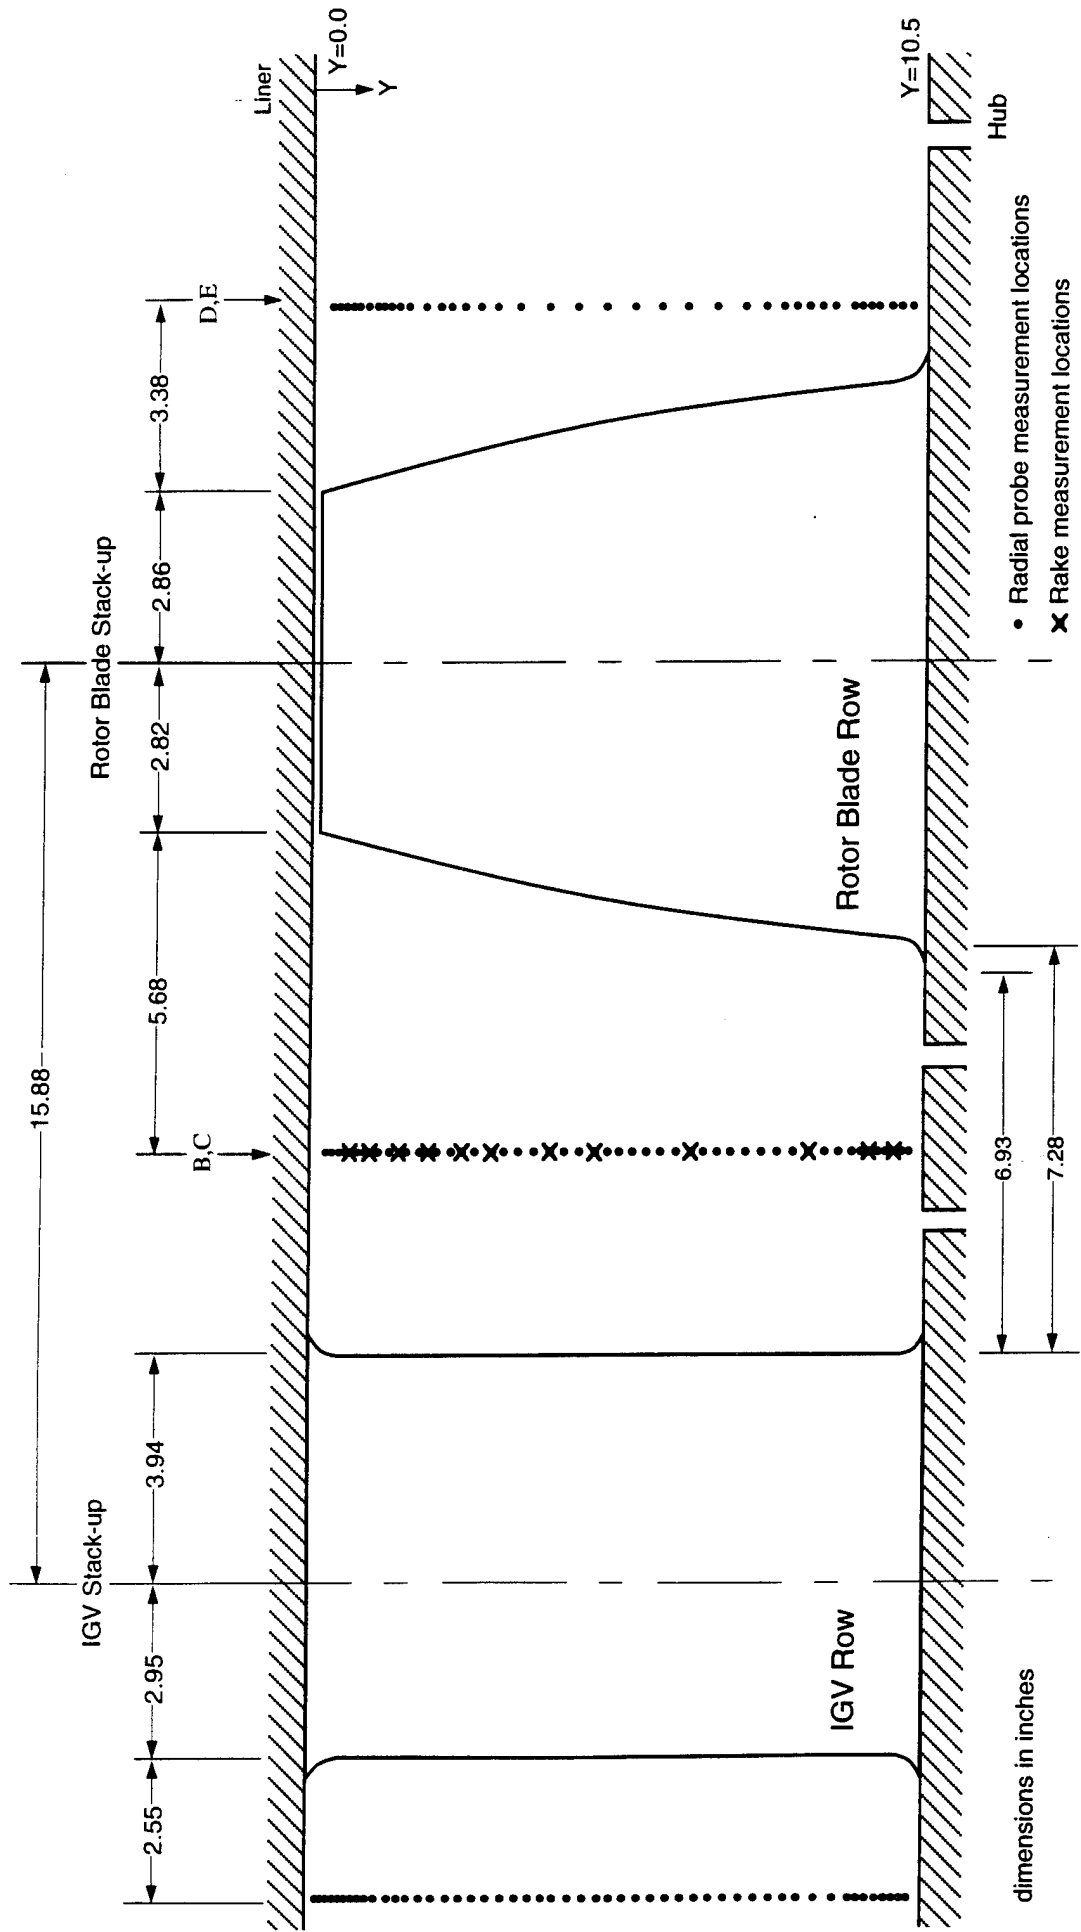 15.88
IGV Stack-up
Rotor Blade Stack-up
2.55
2.95
3.94
5.68
2.82
2.86
3.38
B,C
D,E
Liner
Y=0.0
Y
IGV Row
Rotor Blade Row
Y=10.5
Hub
6.93
7.28
dimensions in inches
• Radial probe measurement locations
✗ Rake measurement locations